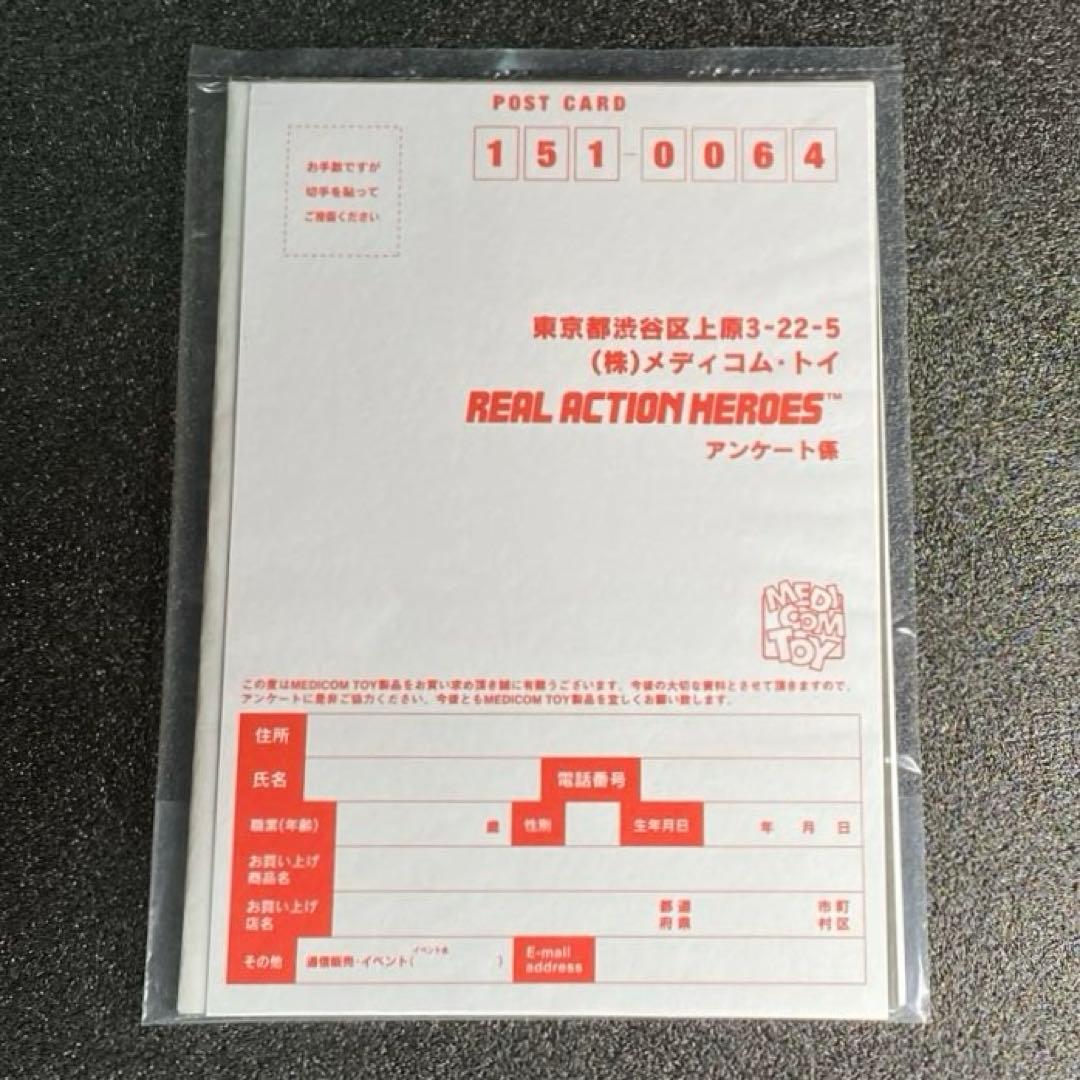 POST CARD
お手数ですが
切手を貼って
ご投函ください
151-0064
東京都渋谷区上原3-22-5
(株)メディコム・トイ
REAL ACTION HEROES™
アンケート係
MEDI
COM
TOY
この度はMEDICOM TOY製品をお買い求め頂き誠に有難うございます。今後の大切な資料とさせて頂きますので、
アンケートに是非ご協力ください。今後ともMEDICOM TOY製品を宜しくお願い致します。
住所
氏名 電話番号
職業(年齢) 歳 性別 生年月日 年 月 日
お買い上げ
商品名
お買い上げ
店名
都道
府県
市町
村区
その他 通信販売・イベント( イベント名 )
E-mail
address